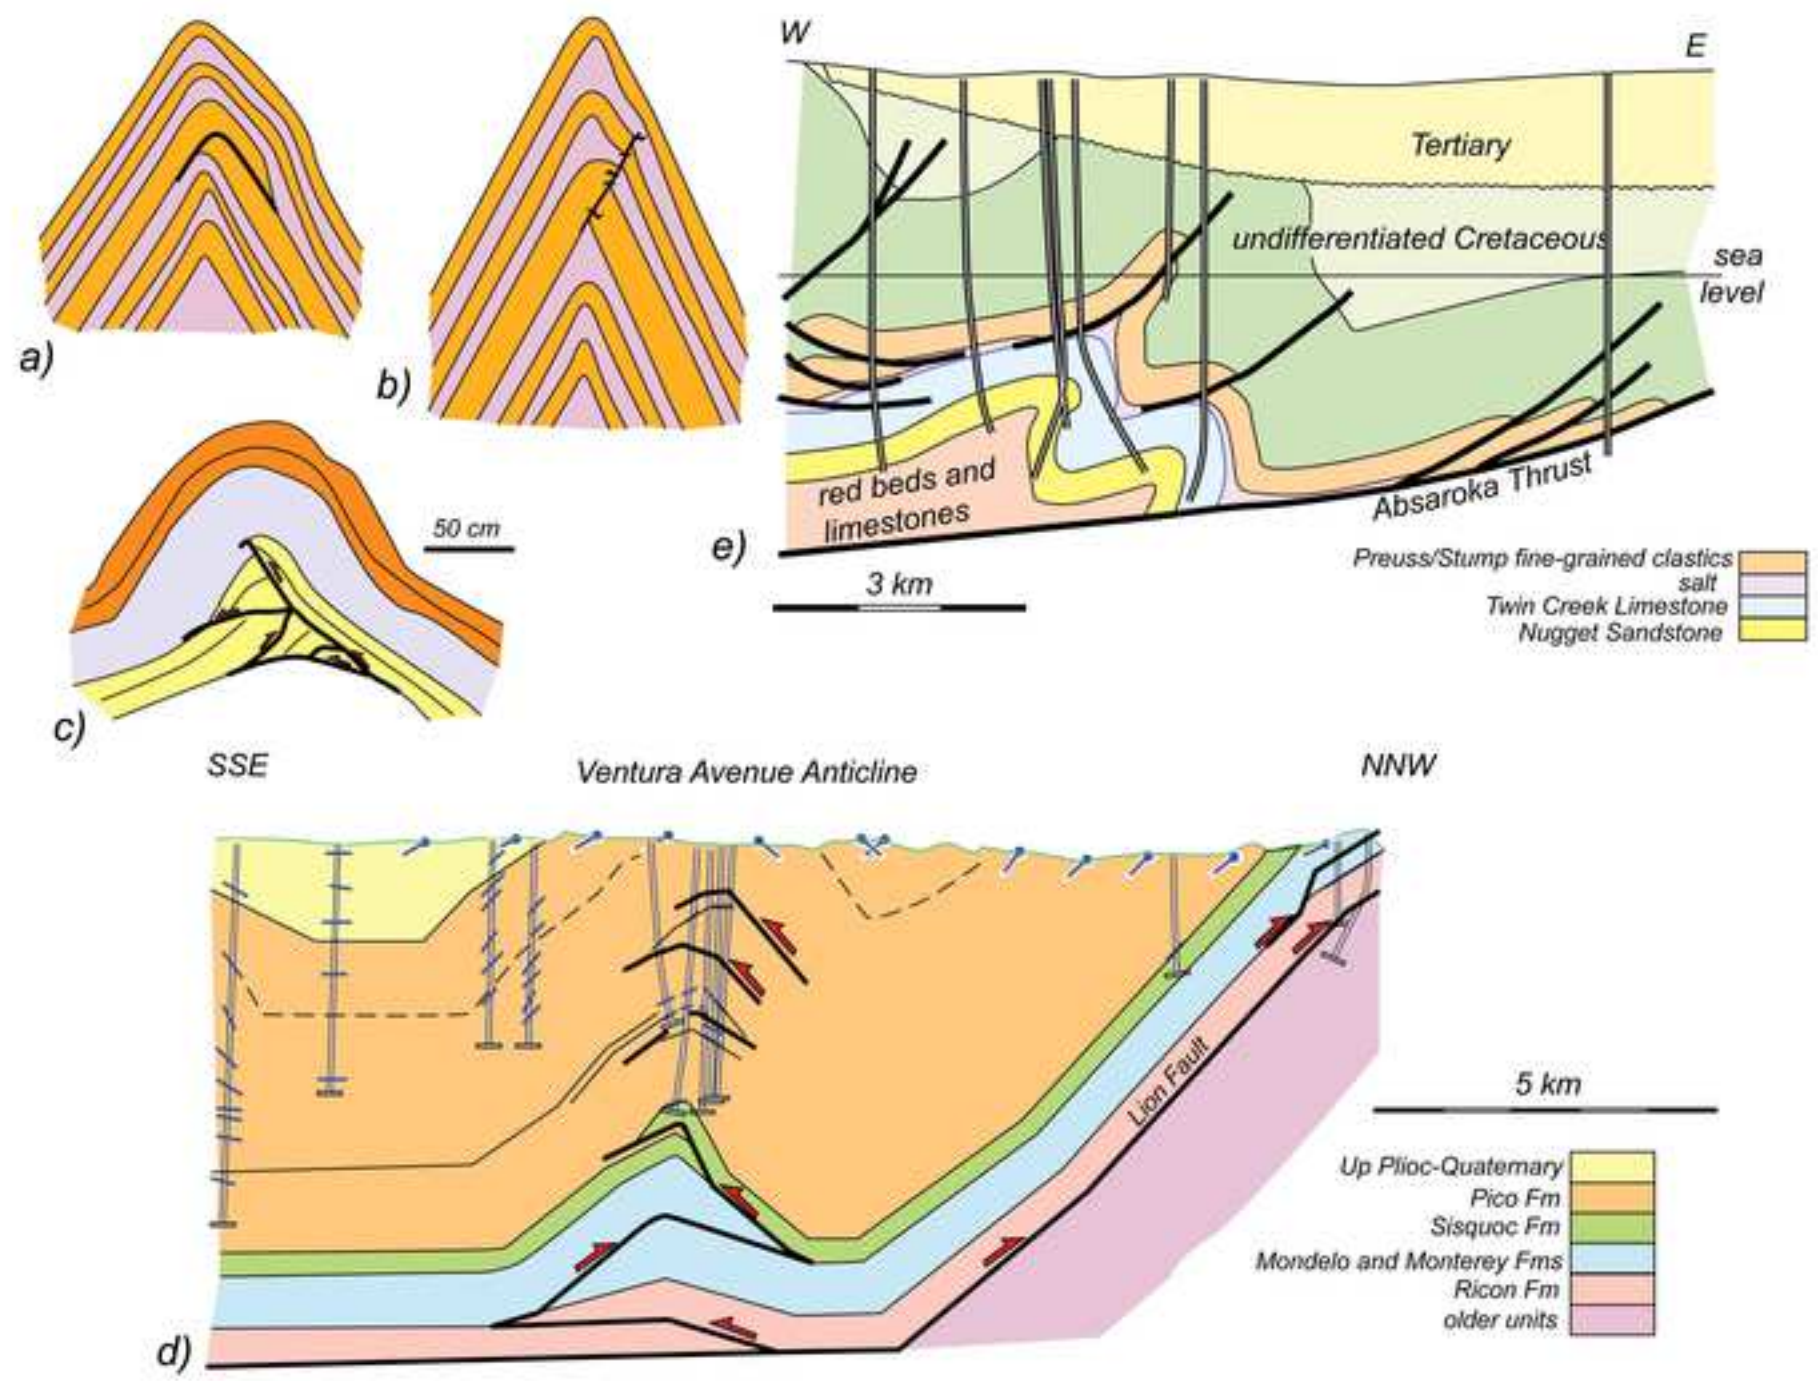 W
E
Tertiary
undifferentiated Cretaceous
sea
level
a)
b)
50 cm
red beds and
limestones
Absaroka Thrust
e)
3 km
Preuss/Stump fine-grained clastics
salt
Twin Creek Limestone
Nugget Sandstone
c)
SSE
Ventura Avenue Anticline
NNW
Lion Fault
5 km
Up Plioc-Quaternary
Pico Fm
Sisquoc Fm
Mondelo and Monterey Fms
Ricon Fm
older units
d)